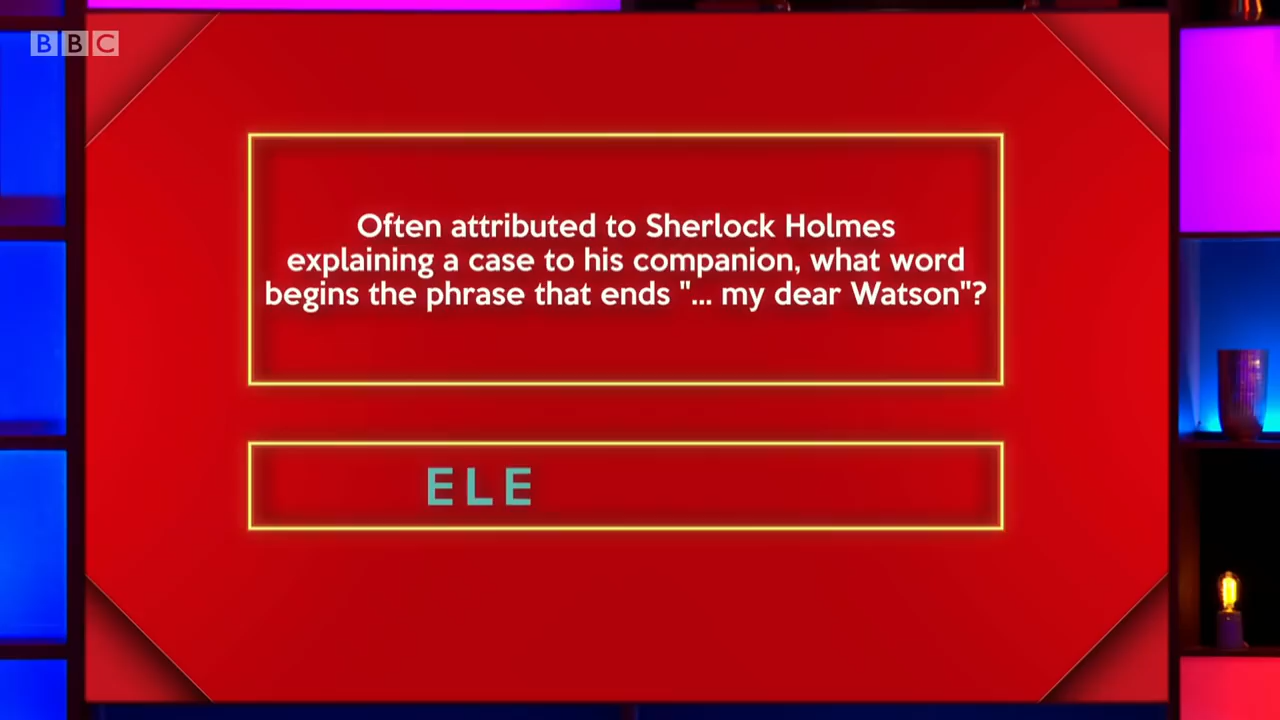 BBC
Often attributed to Sherlock Holmes
explaining a case to his companion, what word
begins the phrase that ends "... my dear Watson"?
ELE